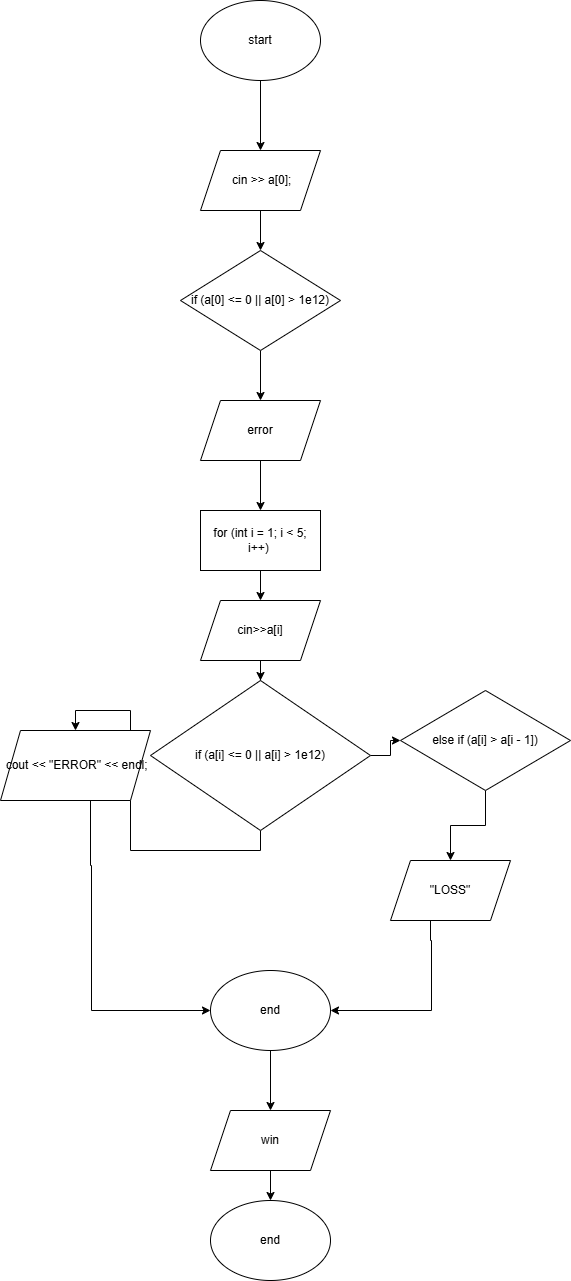 start
cin >> a[0];
if (a[0] <= 0 || a[0] > 1e12)
error
for (int i = 1; i < 5;
i++)
cin>>a[i]
cout << "ERROR" << endl;
if (a[i] <= 0 || a[i] > 1e12)
else if (a[i] > a[i - 1])
"LOSS"
end
win
end